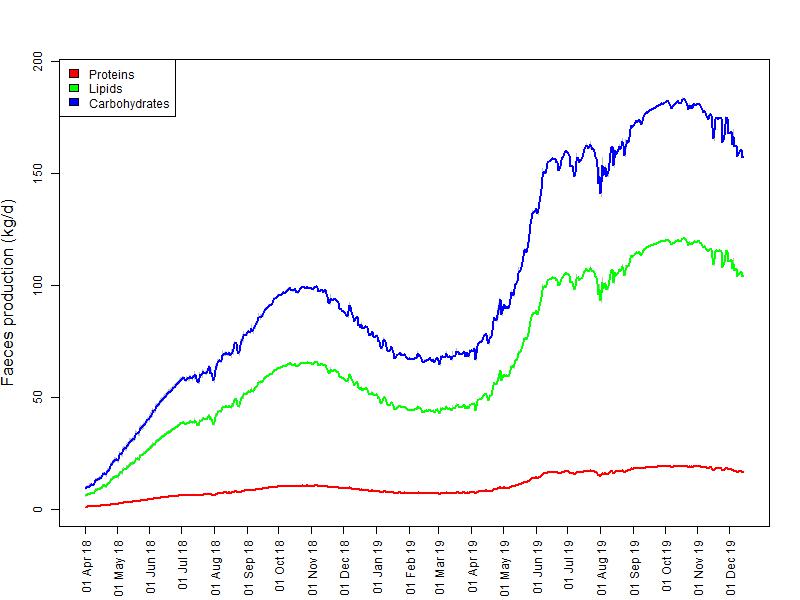 Faeces production (kg/d)
200
150
100
50
0
Proteins
Lipids
Carbohydrates
01 Apr 18
01 May 18
01 Jun 18
01 Jul 18
01 Aug 18
01 Sep 18
01 Oct 18
01 Nov 18
01 Dec 18
01 Jan 19
01 Feb 19
01 Mar 19
01 Apr 19
01 May 19
01 Jun 19
01 Jul 19
01 Aug 19
01 Sep 19
01 Oct 19
01 Nov 19
01 Dec 19